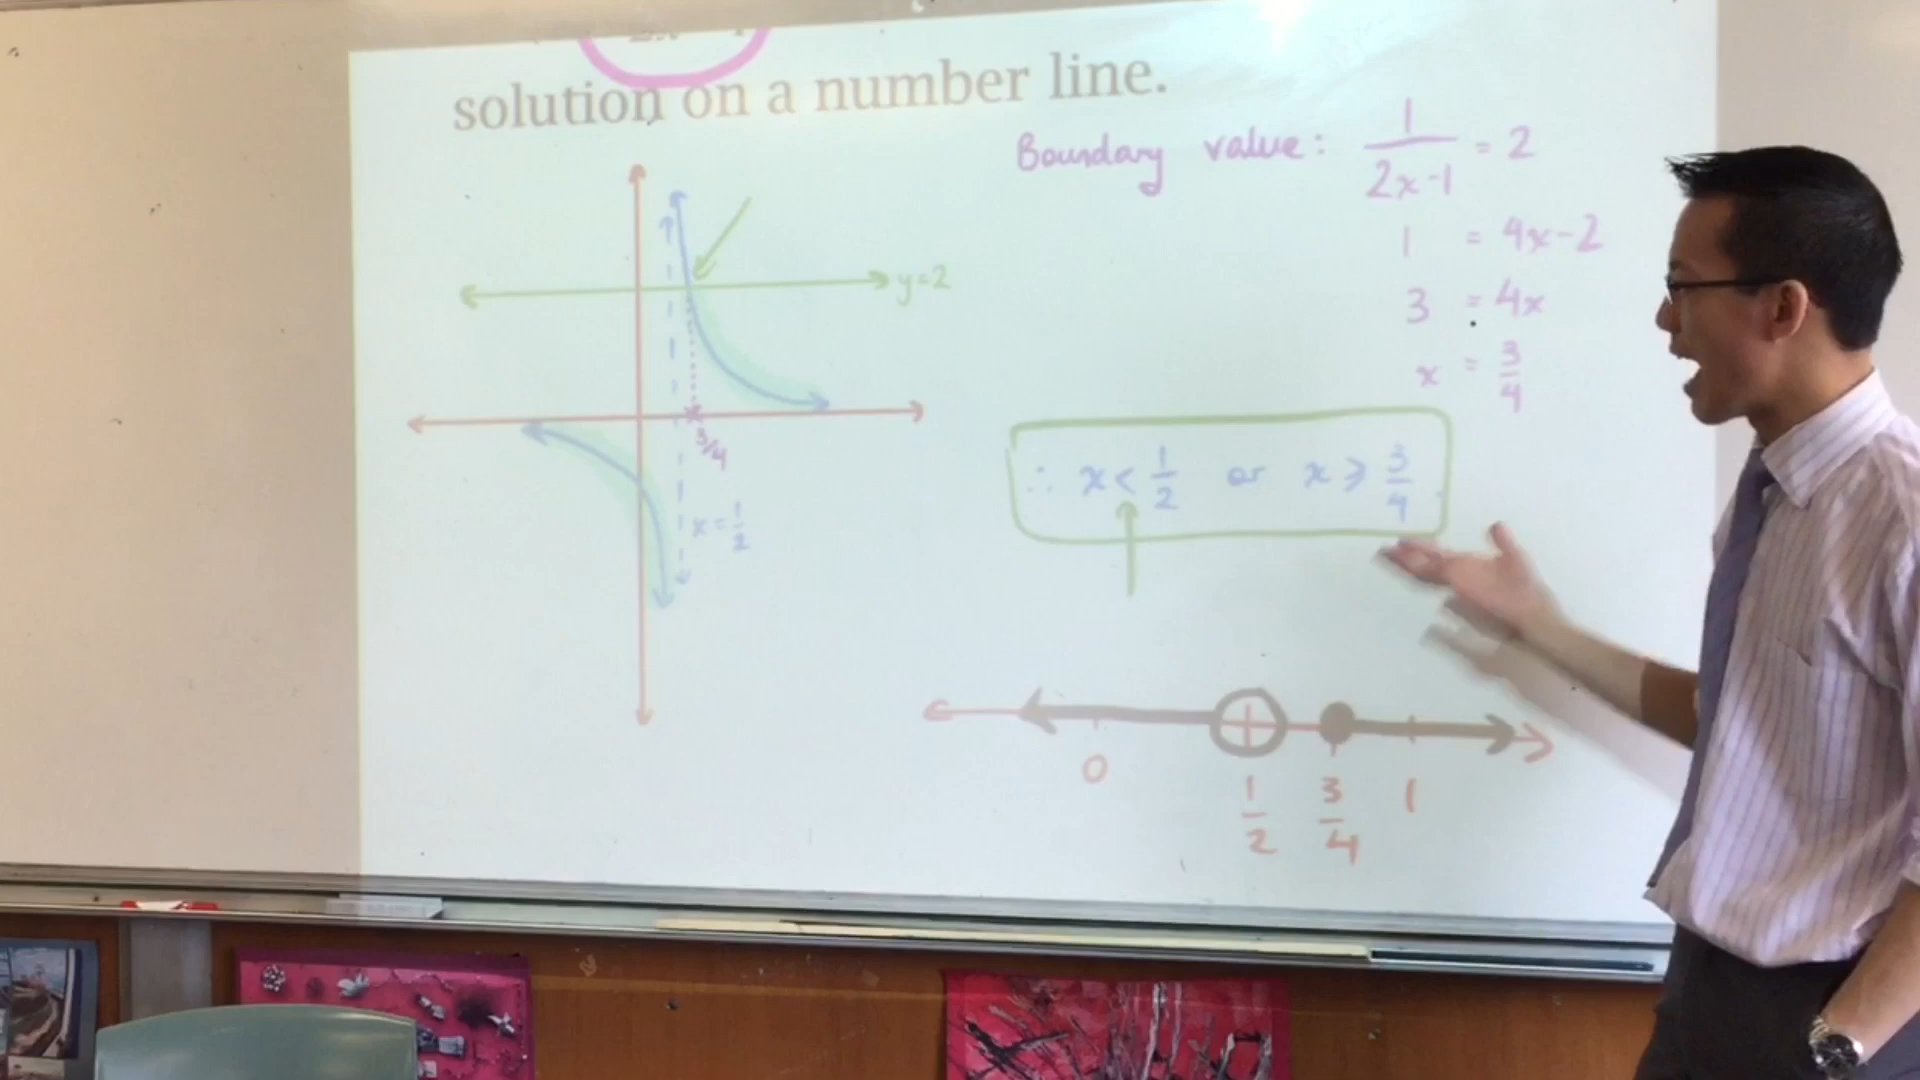 solution on a number line.
Boundary value: 1/(2x-1) = 2
1 = 4x-2
3 = 4x
x = 3/4
y=2
3/4
x = 1/2
∴ x < 1/2 or x ⩾ 3/4
0 1/2 3/4 1